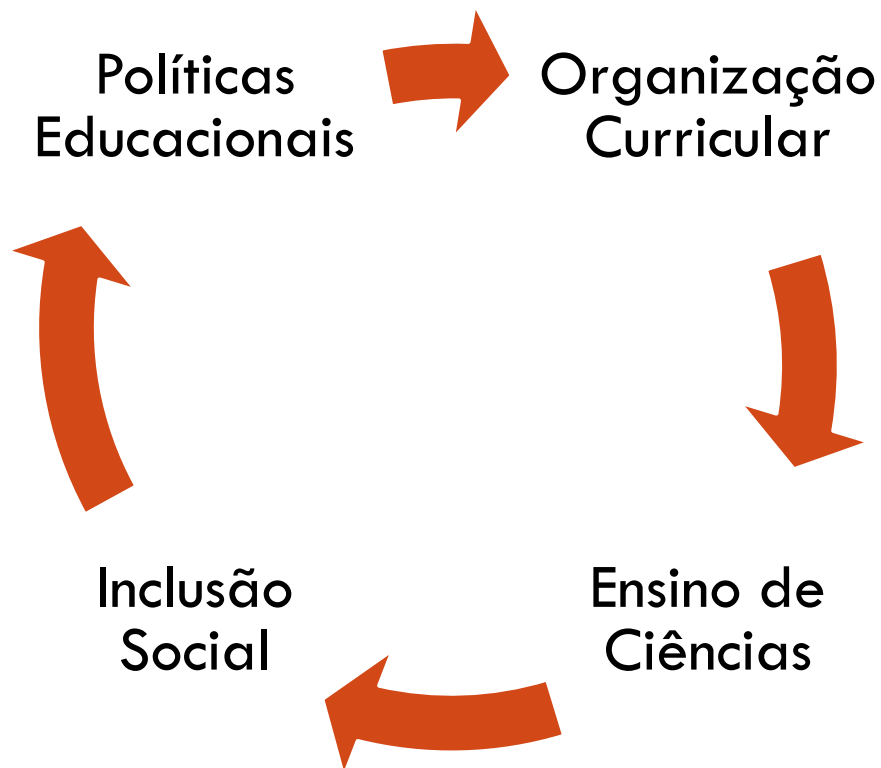 Políticas
Educacionais
Organização
Curricular
Ensino de
Ciências
Inclusão
Social